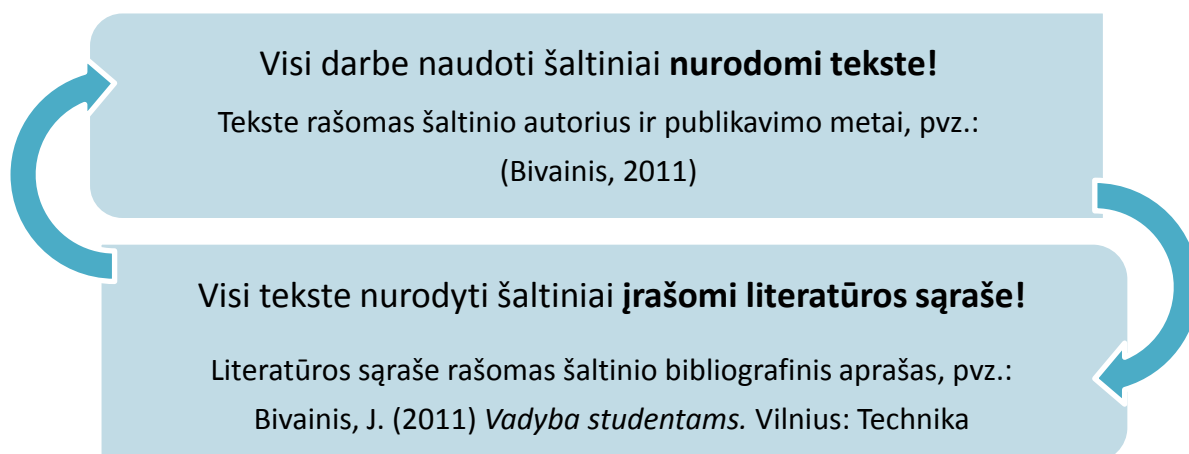 Visi darbe naudoti šaltiniai nurodomi tekste!
Tekste rašomas šaltinio autorius ir publikavimo metai, pvz.:
(Bivainis, 2011)
Visi tekste nurodyti šaltiniai įrašomi literatūros sąraše!
Literatūros sąraše rašomas šaltinio bibliografinis aprašas, pvz.:
Bivainis, J. (2011) Vadyba studentams. Vilnius: Technika